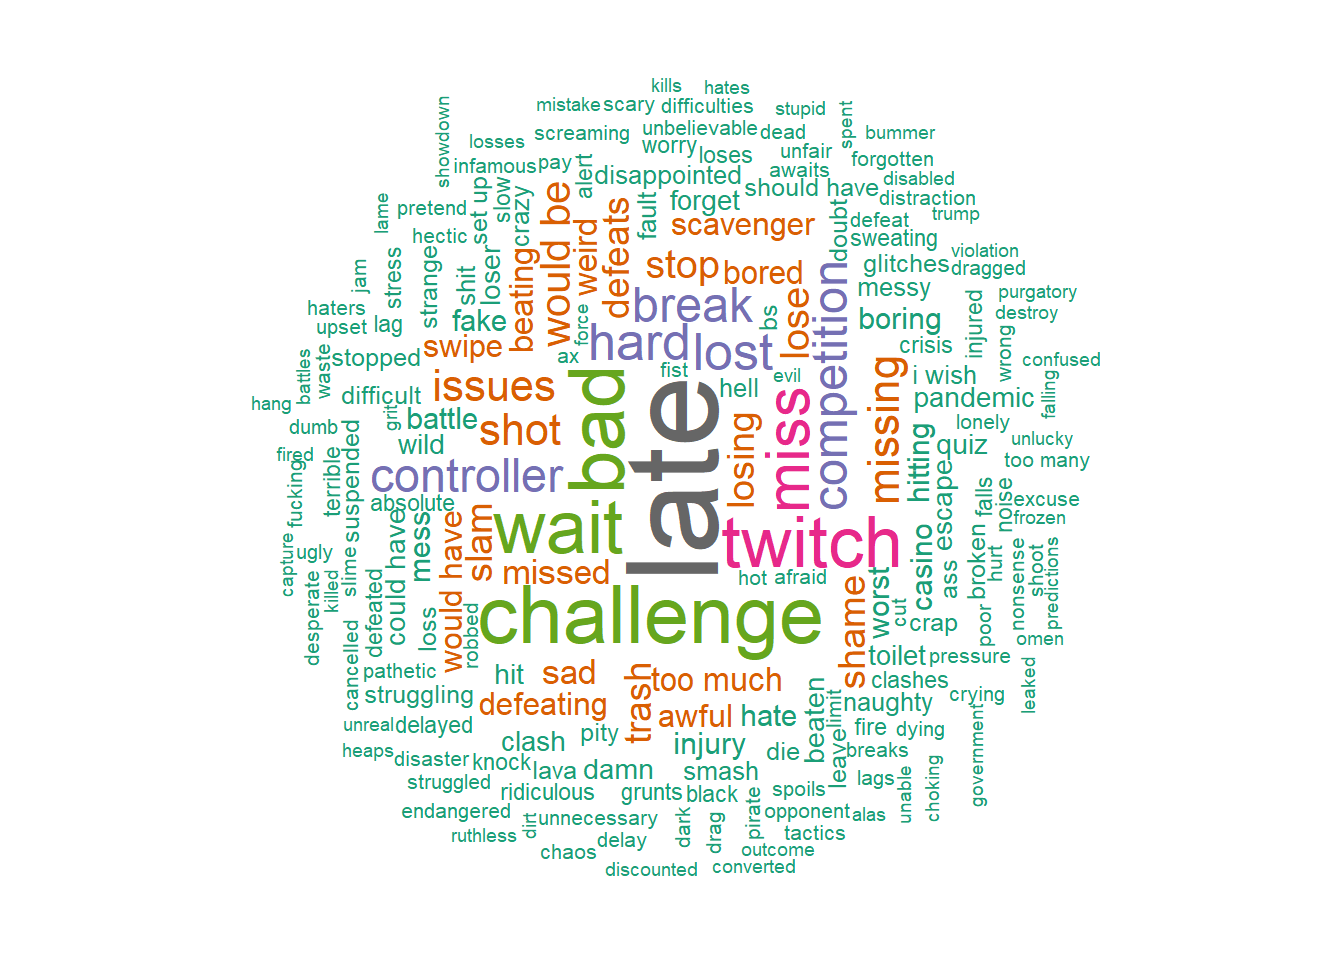 kills
hates
mistake
scary
difficulties
stupid
showdown
losses
screaming
unbelievable
dead
spent
bummer
worry
loses
unfair
forgotten
infamous
pay
alert
disappointed
awaits
disabled
should have
distraction
lame
pretend
set up
slow
crazy
would be
weird
defeats
fault
forget
scavenger
doubt
defeat
trump
hectic
sweating
violation
jam
stress
strange
shit
loser
beating
stop
bored
glitches
dragged
haters
upset
lag
fake
force
break
bs
lose
competition
messy
purgatory
destroy
boring
injured
wrong
battles
waste
stopped
swipe
ax
hard
lost
crisis
confused
fist
evil
hell
missing
i wish
falling
hang
difficult
issues
grit
battle
bad
late
miss
pandemic
dumb
shot
losing
lonely
unlucky
fired
suspended
wild
hitting
quiz
too many
terrible
controller
fucking
absolute
escape
falls
noise
excuse
frozen
capture
ugly
slime
could have
mess
would have
slam
wait
twitch
casino
ass
broken
hurt
nonsense
shoot
predictions
missed
hot
afraid
worst
desperate
killed
defeated
loss
robbed
challenge
shame
cut
crap
poor
omen
cancelled
pathetic
hit
sad
trash
too much
toilet
pressure
struggling
defeating
awful
hate
beaten
limit
clashes
naughty
crying
leaked
unreal
delayed
clash
pity
injury
die
leave
fire
dying
breaks
government
heaps
disaster
knock
lava
damn
smash
lags
unable
choking
struggled
ridiculous
grunts
black
spoils
endangered
unnecessary
dark
drag
pirate
opponent
alas
ruthless
dirt
delay
tactics
chaos
outcome
discounted
converted